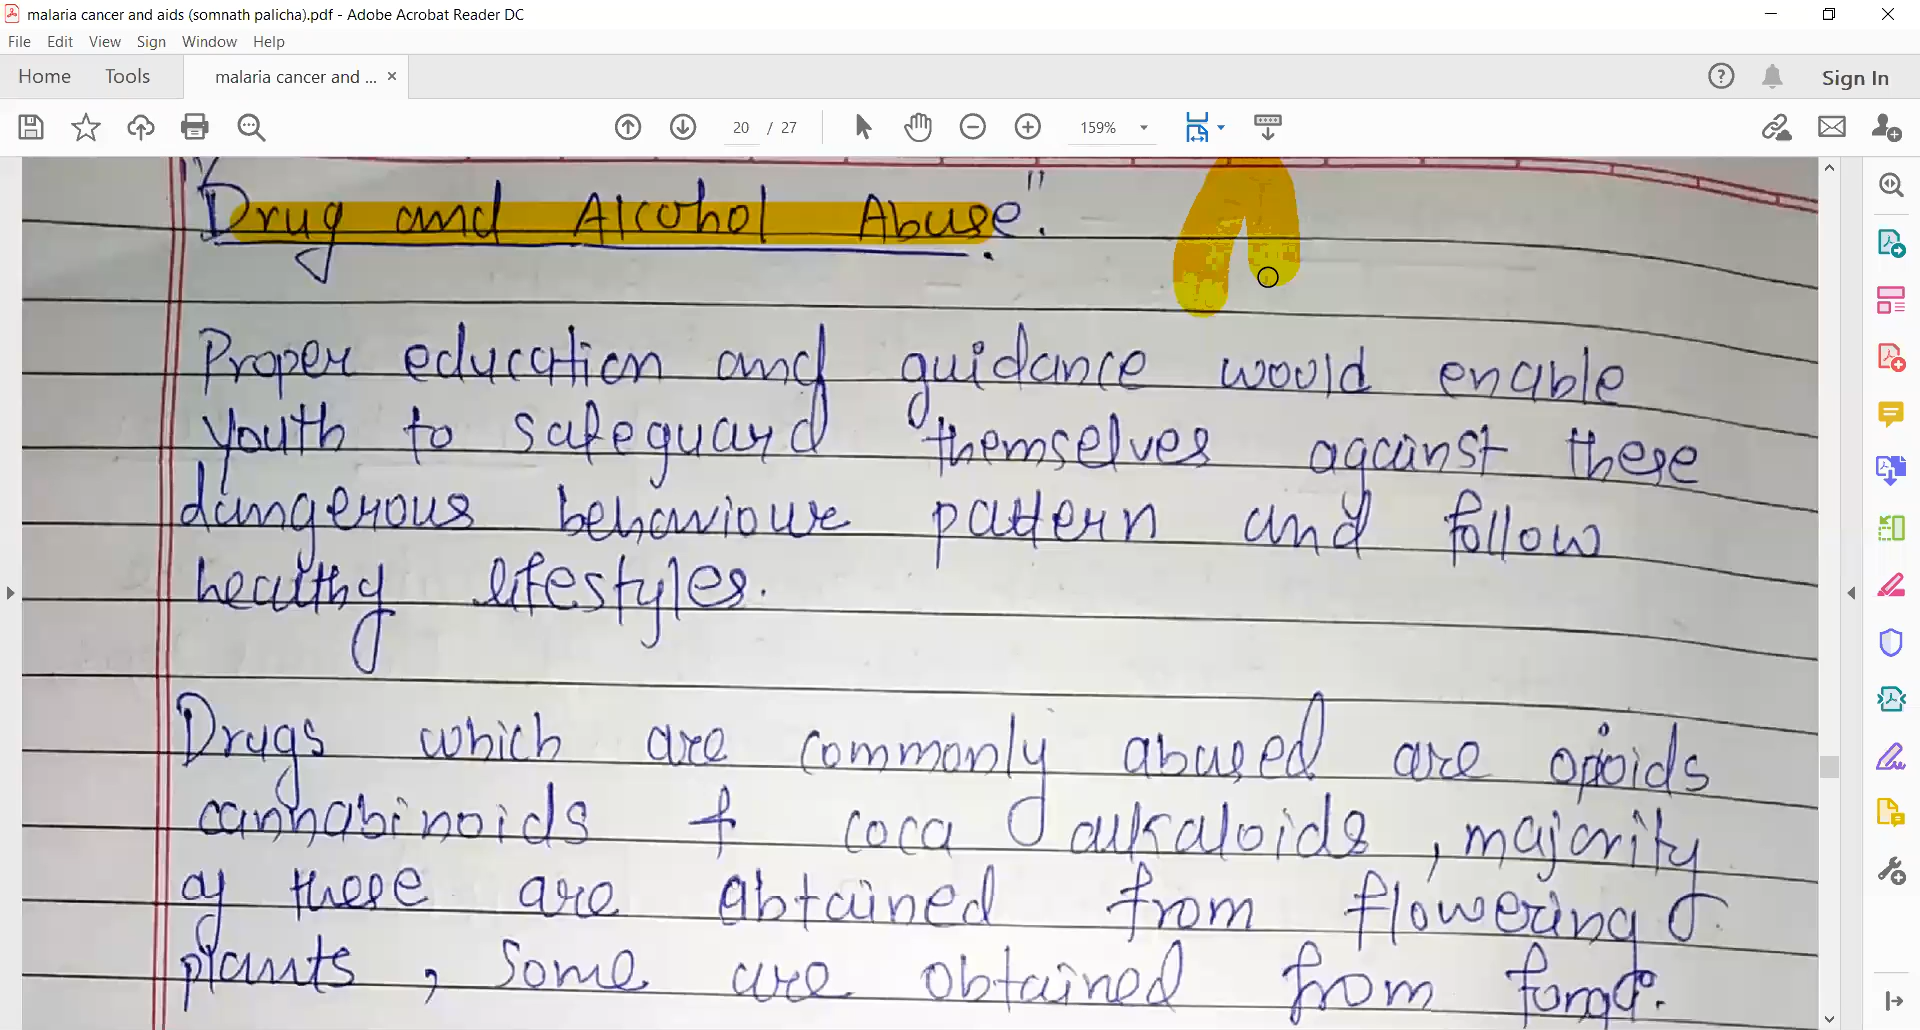 malaria cancer and aids (somnath palicha).pdf - Adobe Acrobat Reader DC
File Edit View Sign Window Help
Home Tools malaria cancer and ... × Sign In
20 / 27 159%
"Drug and Alcohol Abuse."
Proper education and guidance would enable
youth to safeguard themselves against these
dangerous behaviour pattern and follow
healthy lifestyles.
Drugs which are commonly abused are opioids
cannabinoids & coca alkaloids, majority
of these are obtained from flowering
plants, some are obtained from fungi.